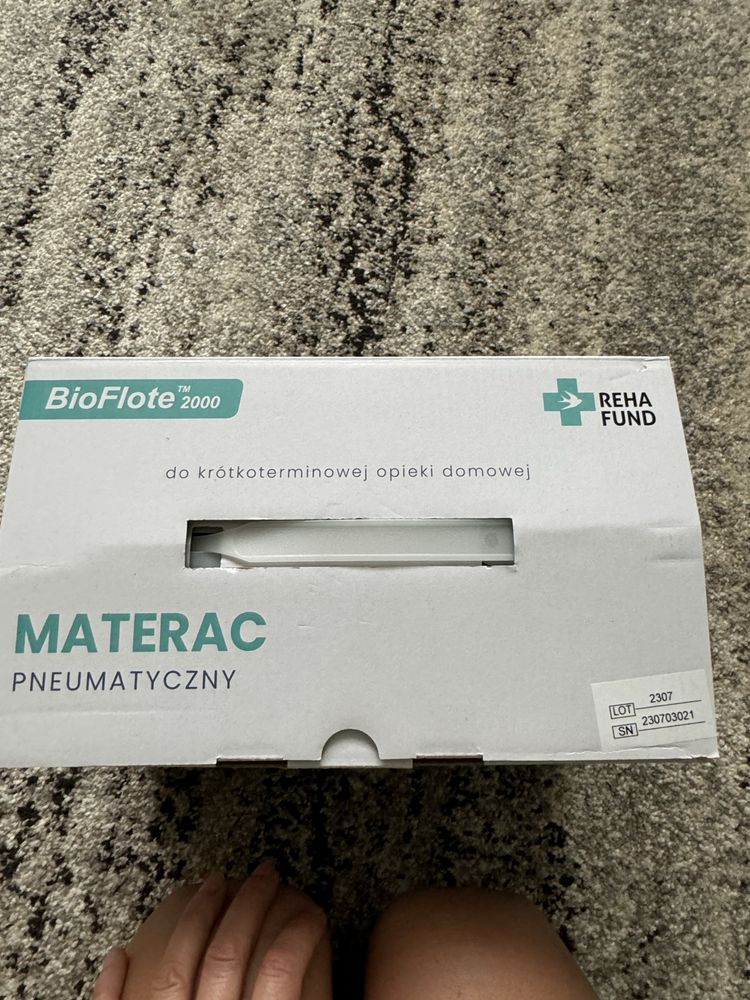 BioFlote™ 2000
REHA
FUND
do krótkoterminowej opieki domowej
MATERAC
PNEUMATYCZNY
LOT 2307
SN 230703021